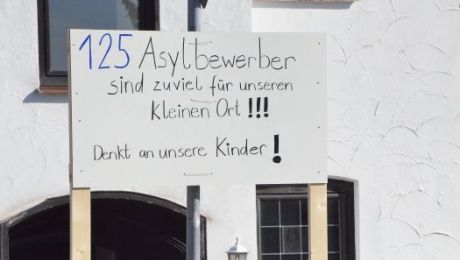 125 Asylbewerber
sind zuviel für unseren
Kleinen Ort !!!
Denkt an unsere Kinder !